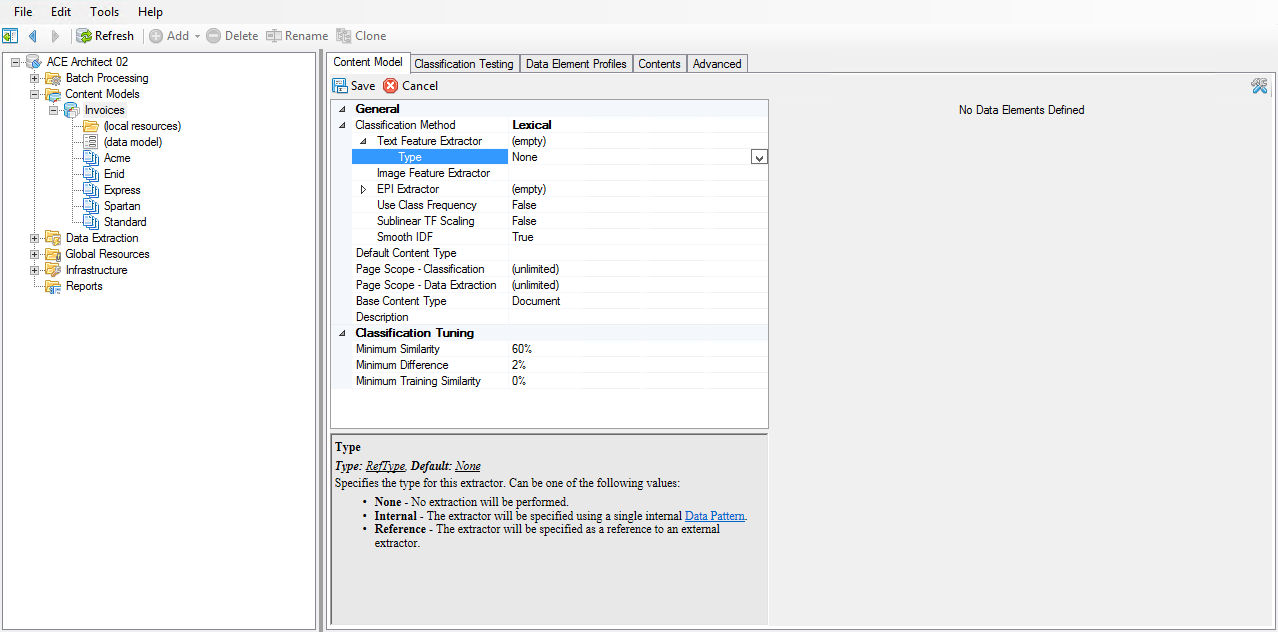 File Edit Tools Help
Refresh Add Delete Rename Clone
ACE Architect 02
Batch Processing
Content Models
Invoices
(local resources)
(data model)
Acme
Enid
Express
Spartan
Standard
Data Extraction
Global Resources
Infrastructure
Reports
Content Model Classification Testing Data Element Profiles Contents Advanced
Save Cancel
General
Classification Method Lexical
Text Feature Extractor (empty)
Type None
Image Feature Extractor
EPI Extractor (empty)
Use Class Frequency False
Sublinear TF Scaling False
Smooth IDF True
Default Content Type
Page Scope - Classification (unlimited)
Page Scope - Data Extraction (unlimited)
Base Content Type Document
Description
Classification Tuning
Minimum Similarity 60%
Minimum Difference 2%
Minimum Training Similarity 0%
Type
Type: RefType, Default: None
Specifies the type for this extractor. Can be one of the following values:
• None - No extraction will be performed.
• Internal - The extractor will be specified using a single internal Data Pattern.
• Reference - The extractor will be specified as a reference to an external
extractor.
No Data Elements Defined